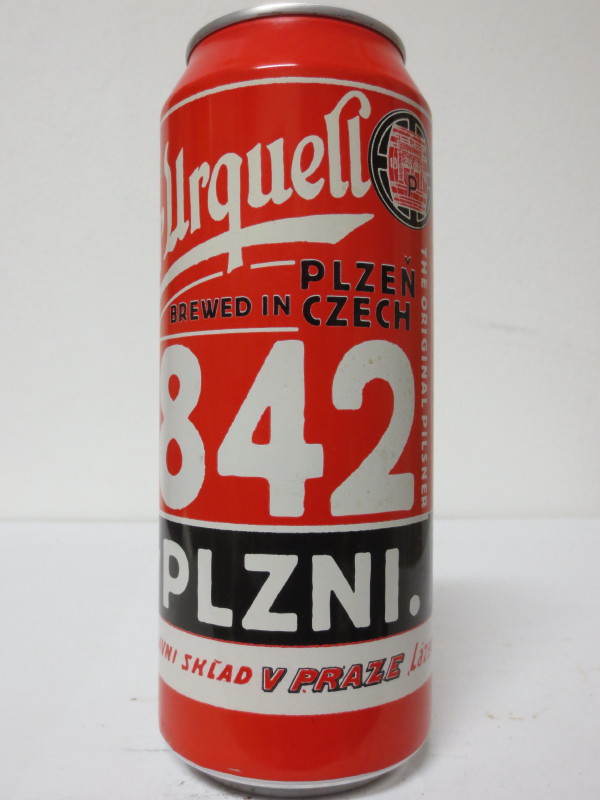 Urquell
PLZEŇ
BREWED IN CZECH
842
THE ORIGINAL PILSNER
PLZNI.
SKLAD V PRAZE
P